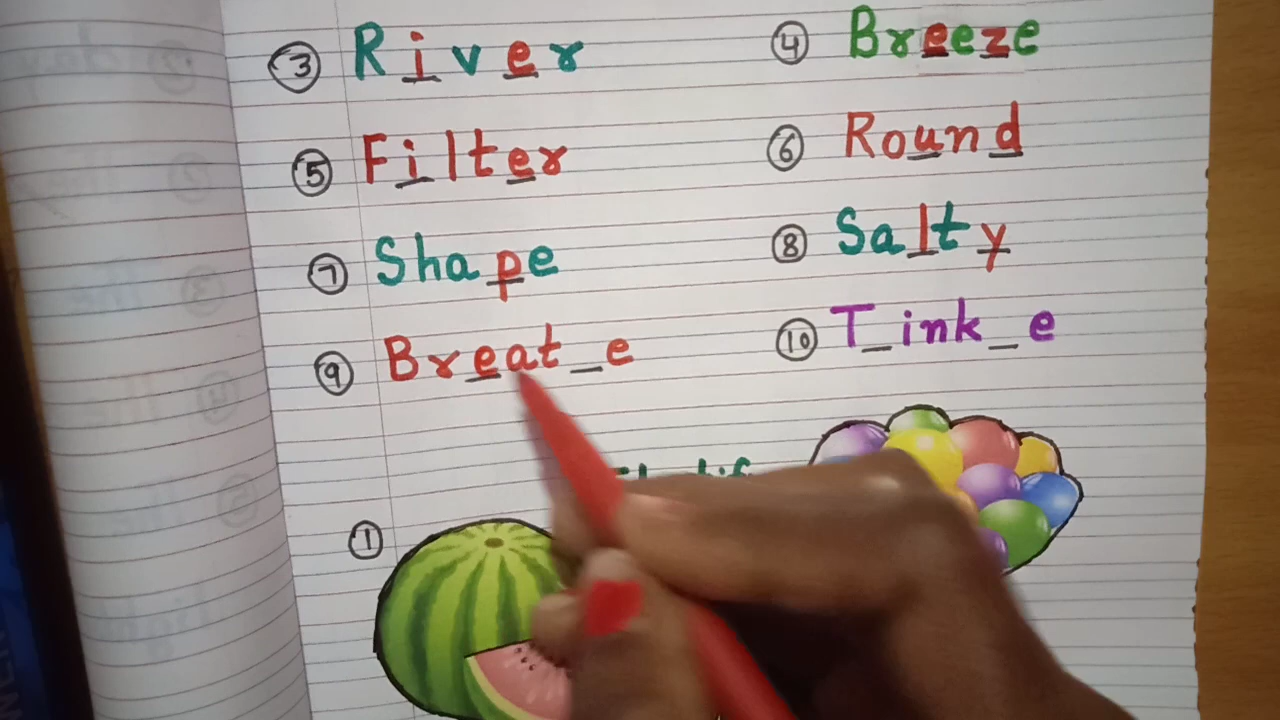 ③ River ④ Breeze
⑤ Filter ⑥ Round
⑦ Shape ⑧ Salty
⑨ Breat_e ⑩ T_ink_e
①